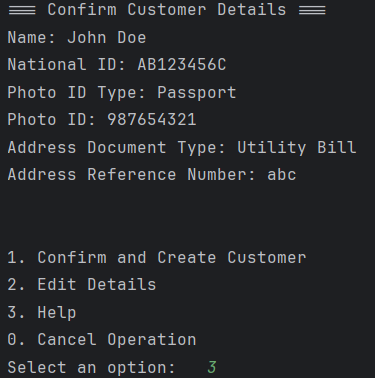 === Confirm Customer Details ===
Name: John Doe
National ID: AB123456C
Photo ID Type: Passport
Photo ID: 987654321
Address Document Type: Utility Bill
Address Reference Number: abc
1. Confirm and Create Customer
2. Edit Details
3. Help
0. Cancel Operation
Select an option: 3